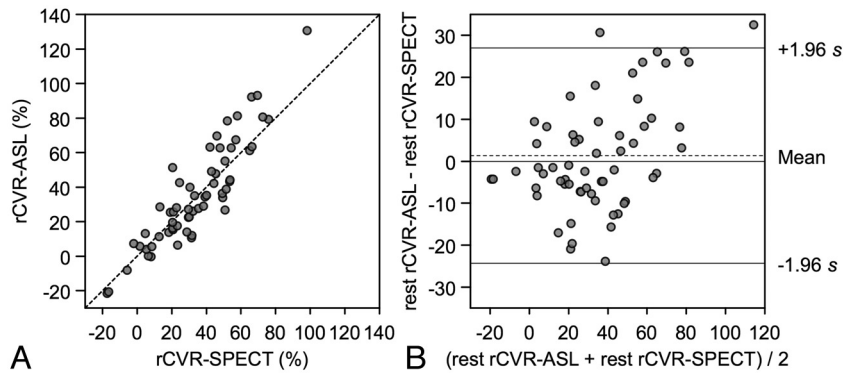 140
120
100
80
60
40
20
0
-20
rCVR-ASL (%)
-20 0 20 40 60 80 100 120 140
rCVR-SPECT (%)
A
30
20
10
0
-10
-20
-30
rest rCVR-ASL - rest rCVR-SPECT
+1.96 s
Mean
-1.96 s
-20 0 20 40 60 80 100 120
(rest rCVR-ASL + rest rCVR-SPECT) / 2
B